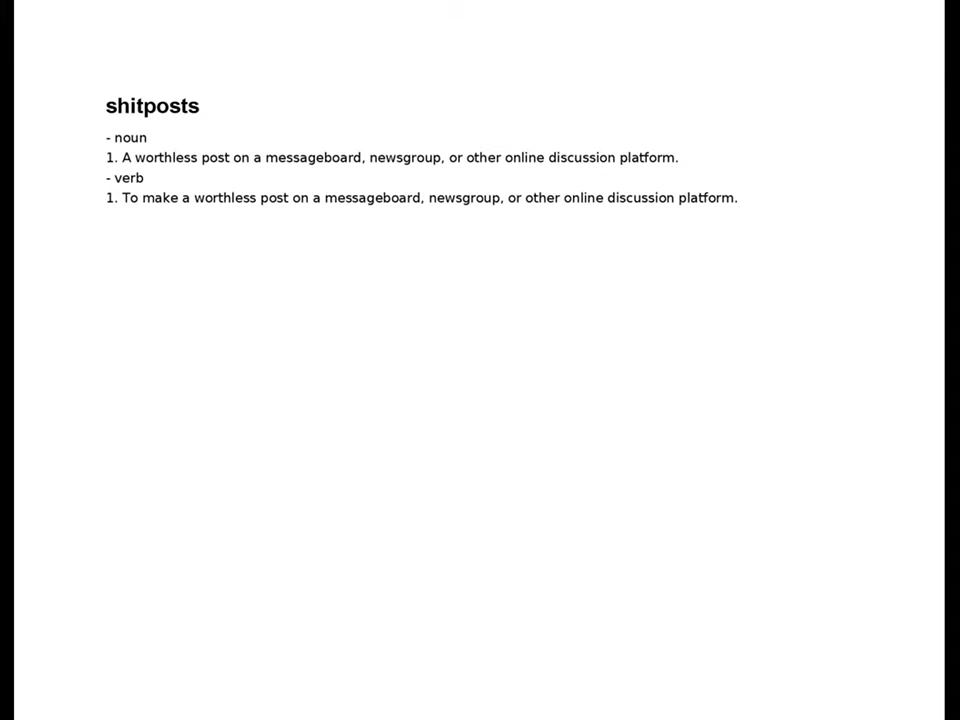 shitposts
- noun
1. A worthless post on a messageboard, newsgroup, or other online discussion platform.
- verb
1. To make a worthless post on a messageboard, newsgroup, or other online discussion platform.